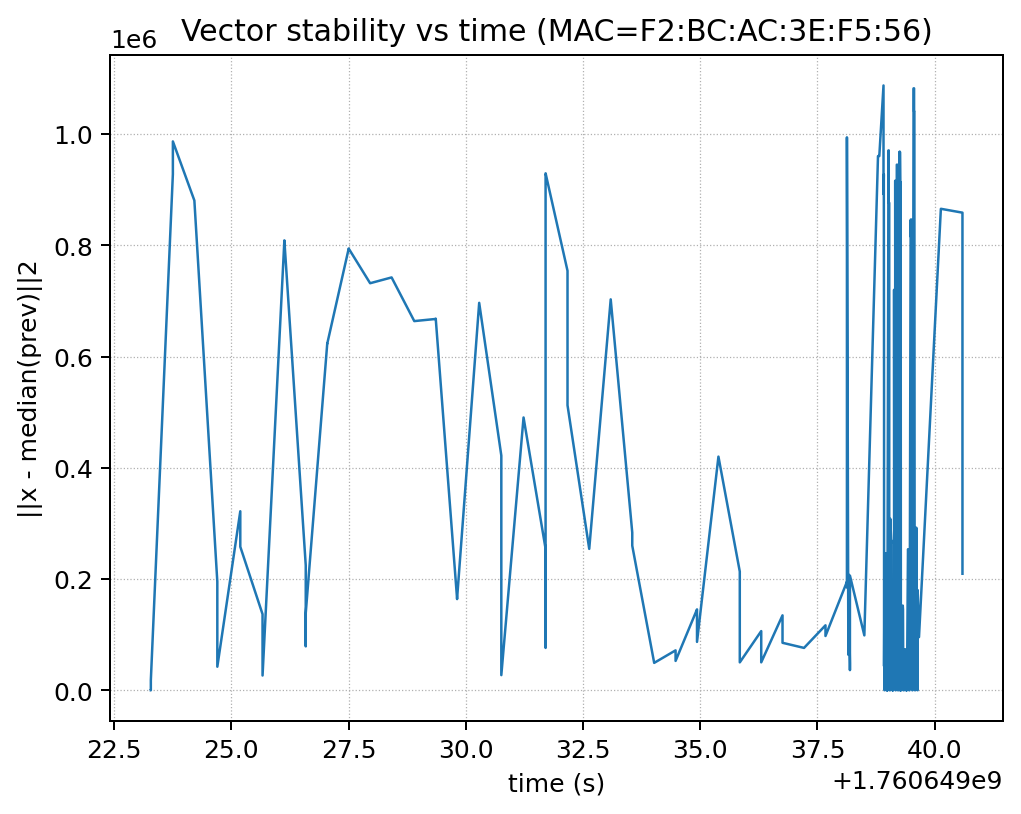 Vector stability vs time (MAC=F2:BC:AC:3E:F5:56)
1e6
1.0
0.8
0.6
0.4
0.2
0.0
||x - median(prev)||2
22.5 25.0 27.5 30.0 32.5 35.0 37.5 40.0
time (s)
+1.760649e9